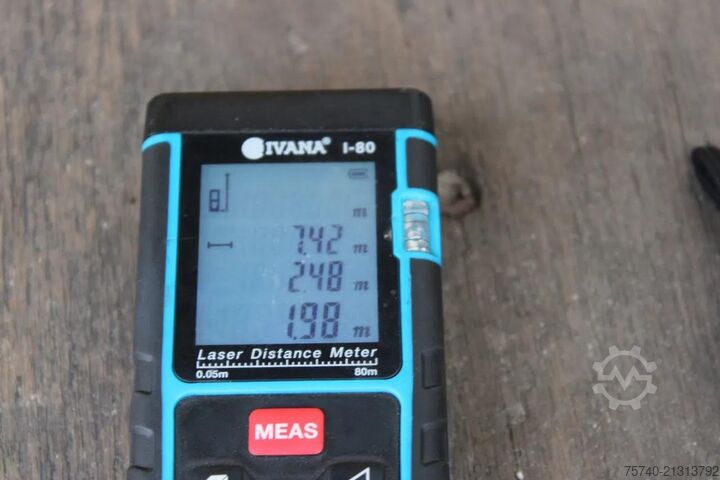 IVANA® I-80
m
7.42 m
2.48 m
1.98 m
Laser Distance Meter
0.05m 80m
MEAS
75740-21313792